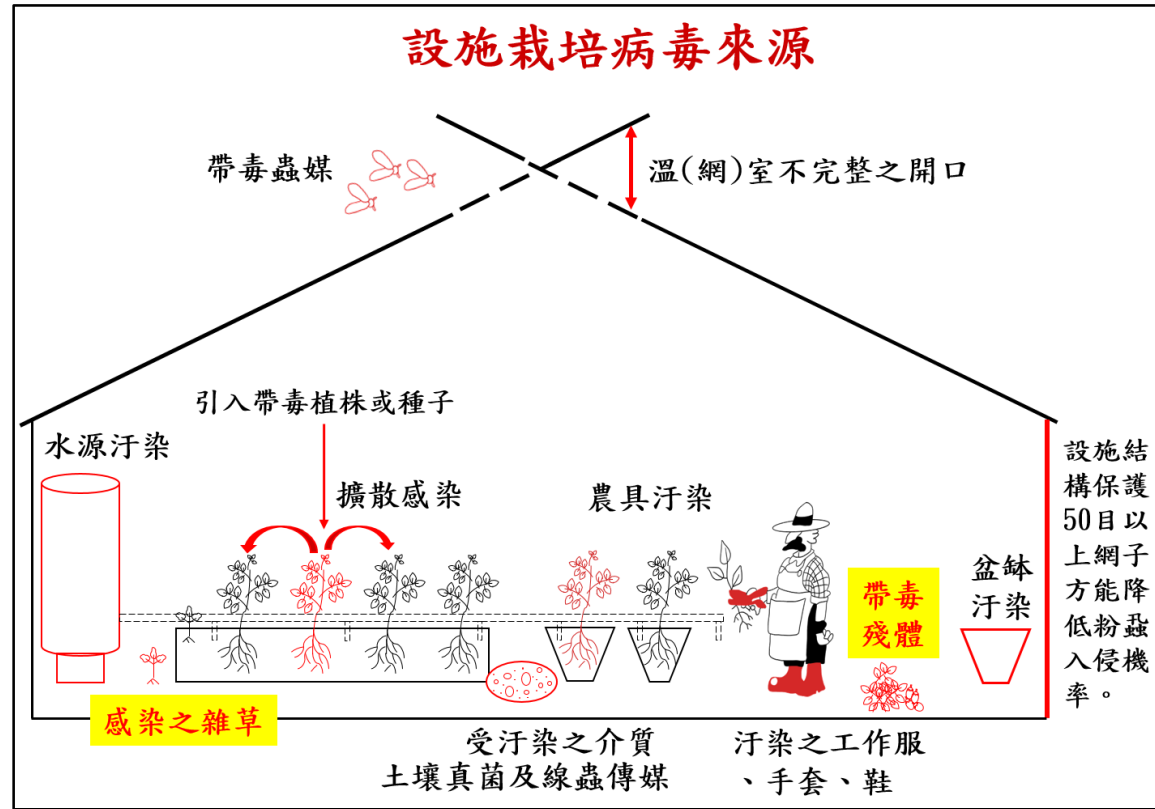 設施栽培病毒來源
帶毒蟲媒
溫(網)室不完整之開口
引入帶毒植株或種子
水源汙染
擴散感染
農具汙染
設施結
構保護
50目以
上網子
方能降
低粉蝨
入侵機
率。
盆缽
汙染
帶毒
殘體
感染之雜草
受汙染之介質
土壤真菌及線蟲傳媒
汙染之工作服
、手套、鞋